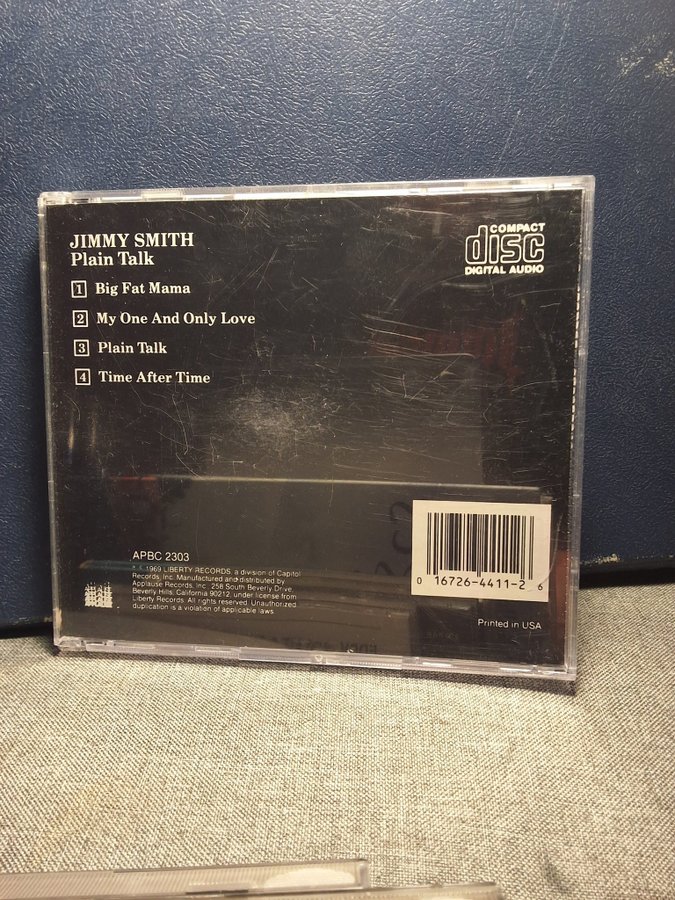 JIMMY SMITH
Plain Talk
1 Big Fat Mama
2 My One And Only Love
3 Plain Talk
4 Time After Time
COMPACT
disc
DIGITAL AUDIO
APBC 2303
1969 LIBERTY RECORDS, a division of Capitol
Records, Inc. Manufactured and distributed by
Applause Records, Inc. 258 South Beverly Drive,
Beverly Hills, California 90212, under license from
Liberty Records. All rights reserved. Unauthorized
duplication is a violation of applicable laws.
0 16726-4411-2 6
Printed in USA